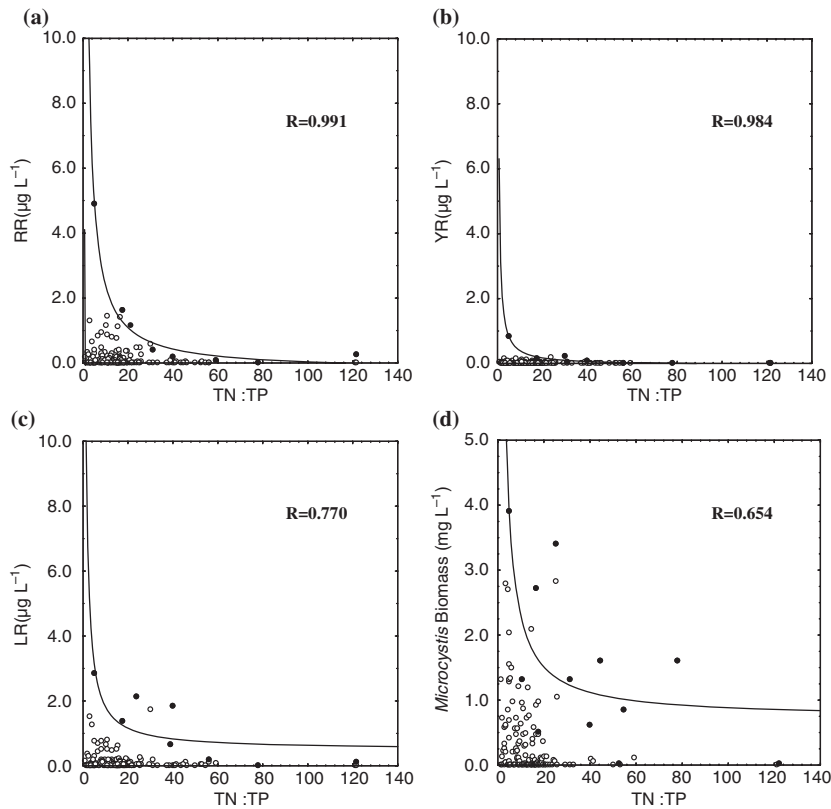 (a)
10.0
8.0
6.0
4.0
2.0
0.0
RR(µg L⁻¹)
R=0.991
0 20 40 60 80 100 120 140
TN :TP
(b)
10.0
8.0
6.0
4.0
2.0
0.0
YR(µg L⁻¹)
R=0.984
0 20 40 60 80 100 120 140
TN :TP
(c)
10.0
8.0
6.0
4.0
2.0
0.0
LR(µg L⁻¹)
R=0.770
0 20 40 60 80 100 120 140
TN :TP
(d)
5.0
4.0
3.0
2.0
1.0
0.0
Microcystis Biomass (mg L⁻¹)
R=0.654
0 20 40 60 80 100 120 140
TN :TP